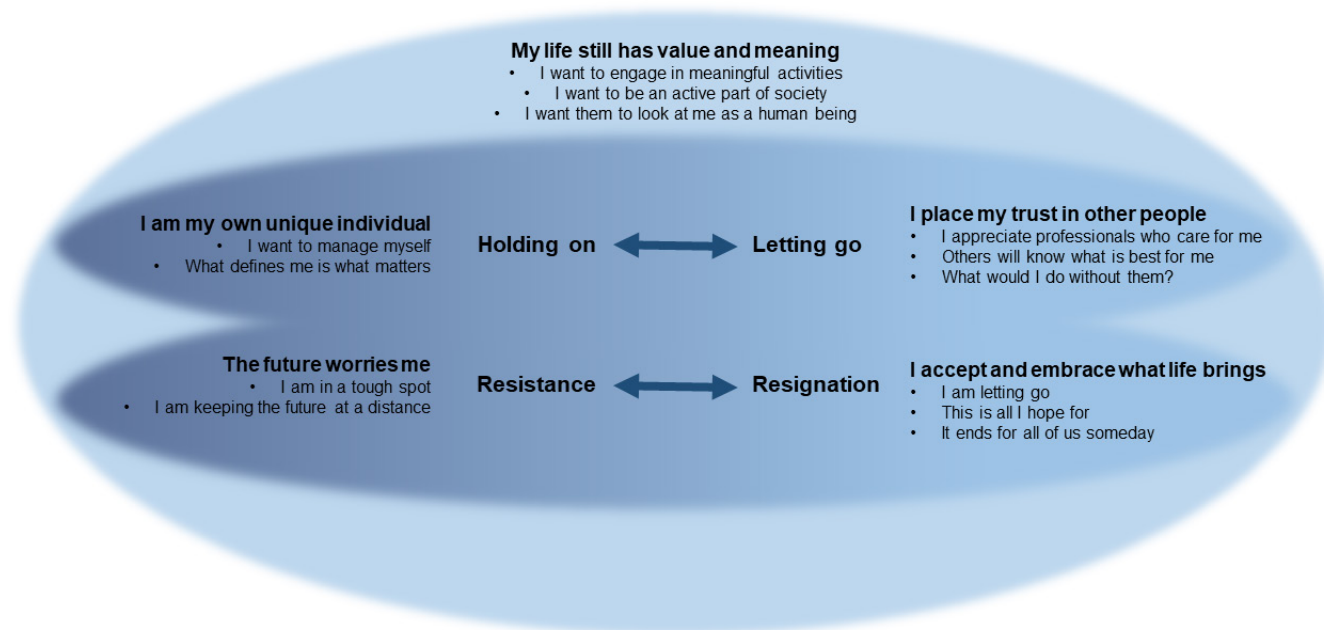 My life still has value and meaning
• I want to engage in meaningful activities
• I want to be an active part of society
• I want them to look at me as a human being
I am my own unique individual
• I want to manage myself
• What defines me is what matters
Holding on
Letting go
I place my trust in other people
• I appreciate professionals who care for me
• Others will know what is best for me
• What would I do without them?
The future worries me
• I am in a tough spot
• I am keeping the future at a distance
Resistance
Resignation
I accept and embrace what life brings
• I am letting go
• This is all I hope for
• It ends for all of us someday